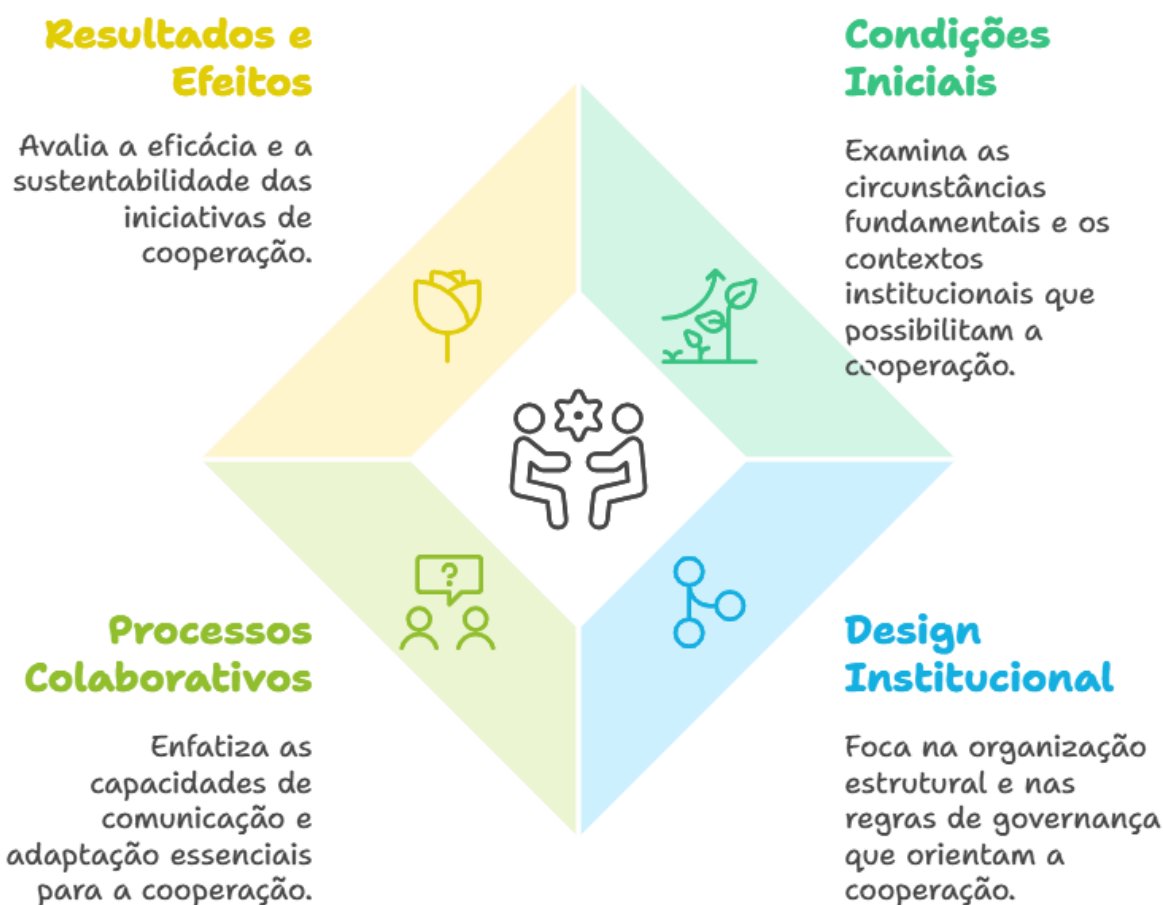 Resultados e
Efeitos
Avalia a eficácia e a
sustentabilidade das
iniciativas de
cooperação.
Condições
Iniciais
Examina as
circunstâncias
fundamentais e os
contextos
institucionais que
possibilitam a
cooperação.
?
Processos
Colaborativos
Enfatiza as
capacidades de
comunicação e
adaptação essenciais
para a cooperação.
Design
Institucional
Foca na organização
estrutural e nas
regras de governança
que orientam a
cooperação.